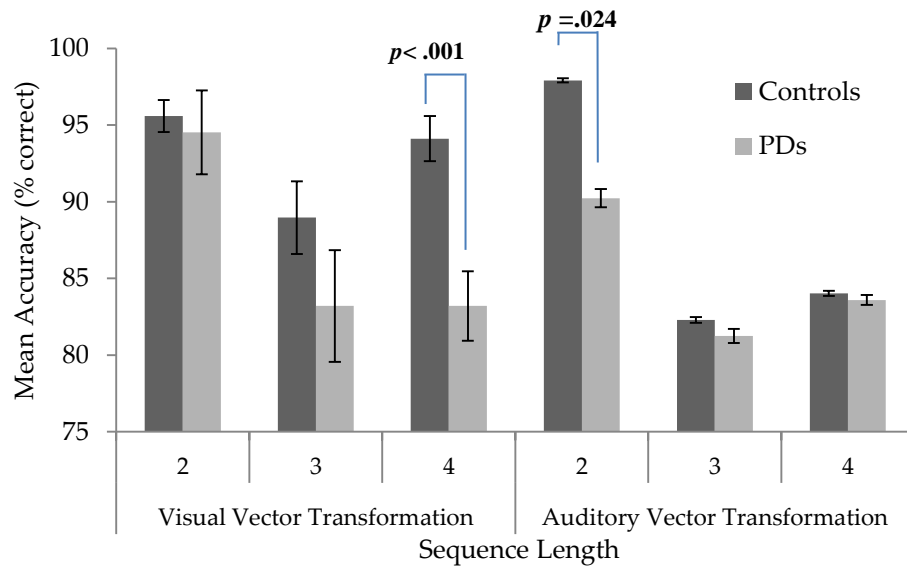 p =.024
p< .001
100
95
90
85
80
75
Mean Accuracy (% correct)
Controls
PDs
2 3 4 2 3 4
Visual Vector Transformation Auditory Vector Transformation
Sequence Length